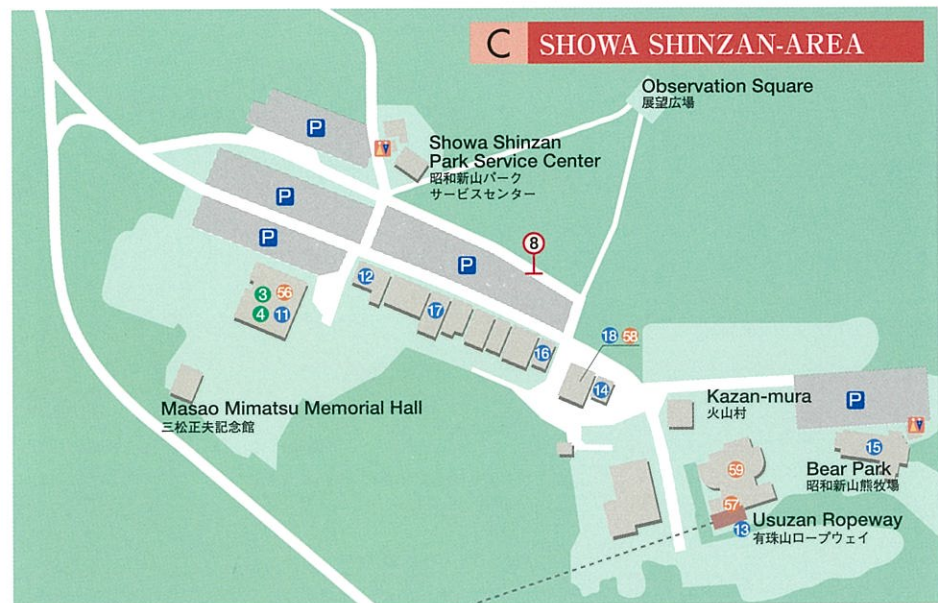 C SHOWA SHINZAN-AREA
Observation Square
展望広場
P
Showa Shinzan
Park Service Center
昭和新山パーク
サービスセンター
P
8
P
P
3 56
4 11
12
17
16
18 58
14
Masao Mimatsu Memorial Hall
三松正夫記念館
Kazan-mura
火山村
P
15
Bear Park
昭和新山熊牧場
59
57
13
Usuzan Ropeway
有珠山ロープウェイ